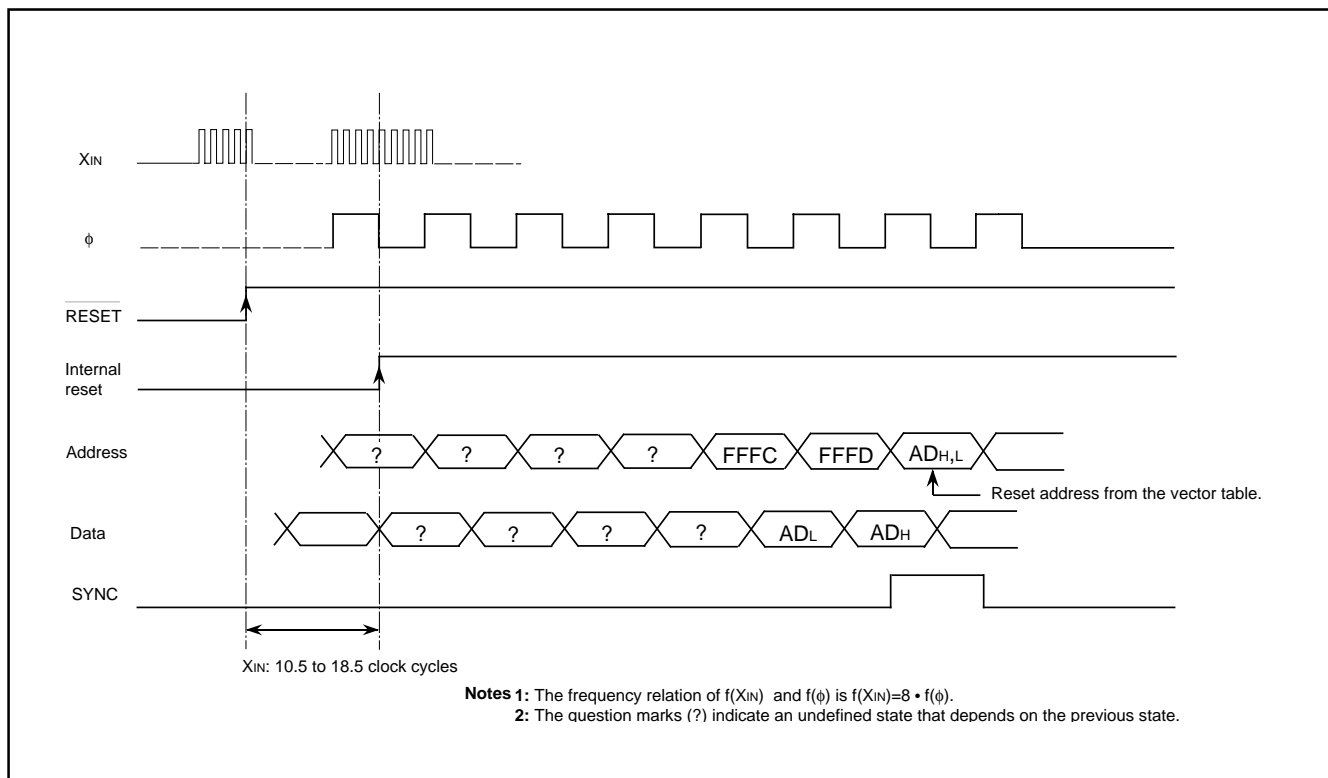 XIN
ϕ
RESET
Internal
reset
Address
? ? ? ? FFFC FFFD ADH,L
Reset address from the vector table.
Data
? ? ? ? ADL ADH
SYNC
XIN: 10.5 to 18.5 clock cycles
Notes 1: The frequency relation of f(XIN) and f(ϕ) is f(XIN)=8 • f(ϕ).
2: The question marks (?) indicate an undefined state that depends on the previous state.